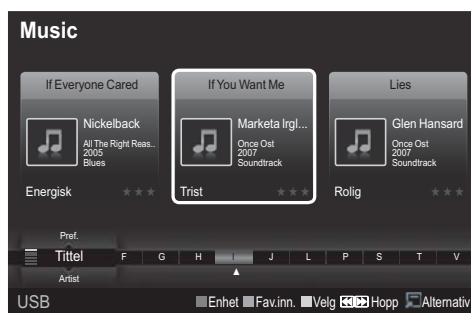 Music
If Everyone Cared
Nickelback
All The Right Reas..
2005
Blues
Energisk
If You Want Me
Marketa Irgl...
Once Ost
2007
Soundtrack
Trist
Lies
Glen Hansard
Once Ost
2007
Soundtrack
Rolig
Pref.
Tittel F G H I J L P S T V
Artist
USB Enhet Fav.inn. Velg Hopp Alternativ